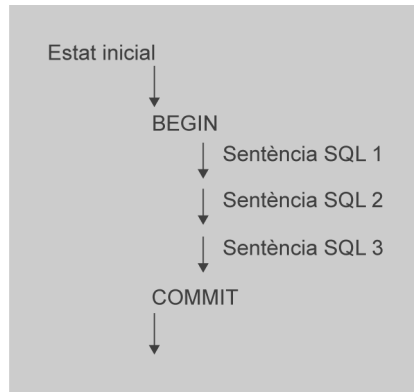 Estat inicial
BEGIN
Sentència SQL 1
Sentència SQL 2
Sentència SQL 3
COMMIT